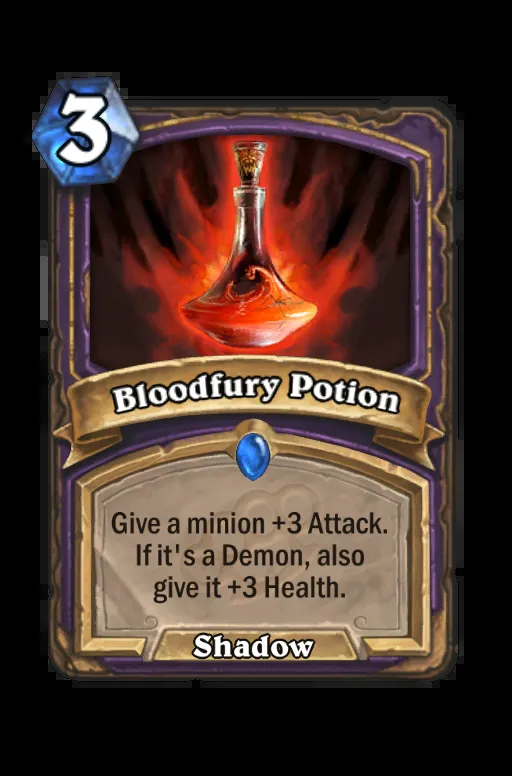 3
Bloodfury Potion
Give a minion +3 Attack.
If it's a Demon, also
give it +3 Health.
Shadow